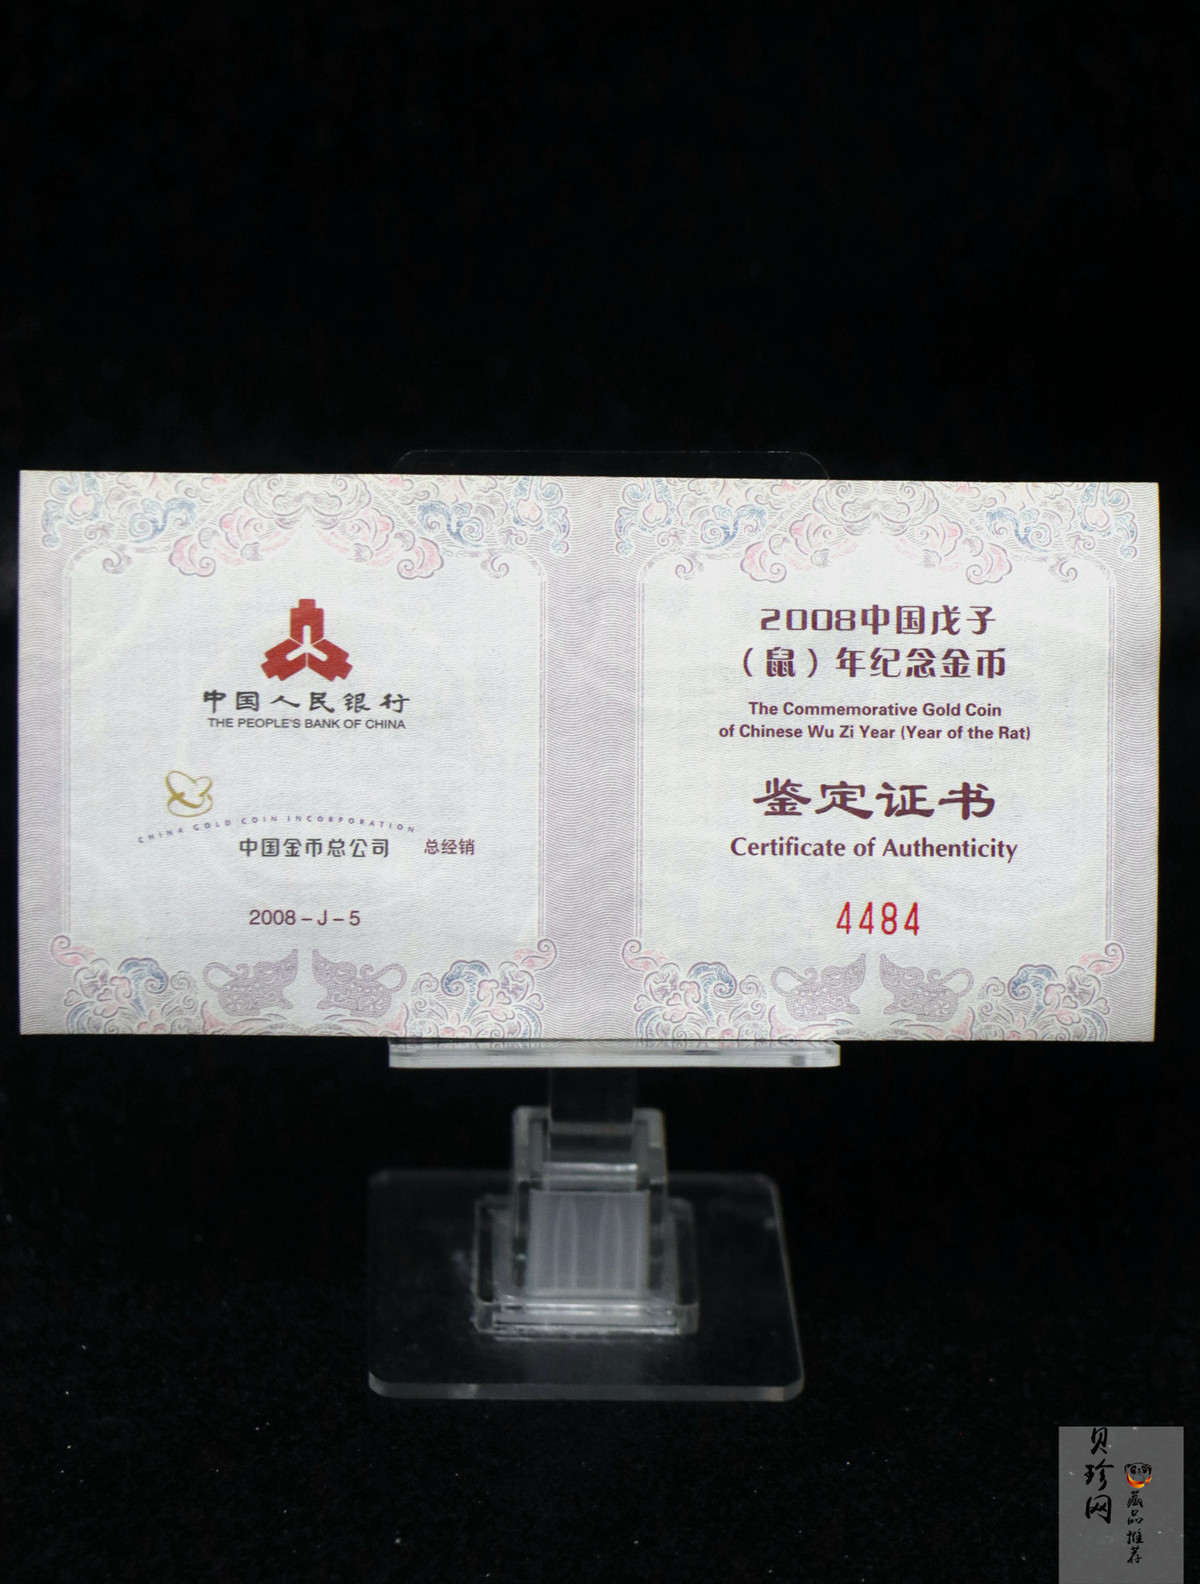 中国人民银行
THE PEOPLE'S BANK OF CHINA
CHINA GOLD COIN INCORPORATION
中国金币总公司 总经销
2008－J－5
2008中国戊子
（鼠）年纪念金币
The Commemorative Gold Coin
of Chinese Wu Zi Year (Year of the Rat)
鉴定证书
Certificate of Authenticity
4484
贝珍网
藏品推荐